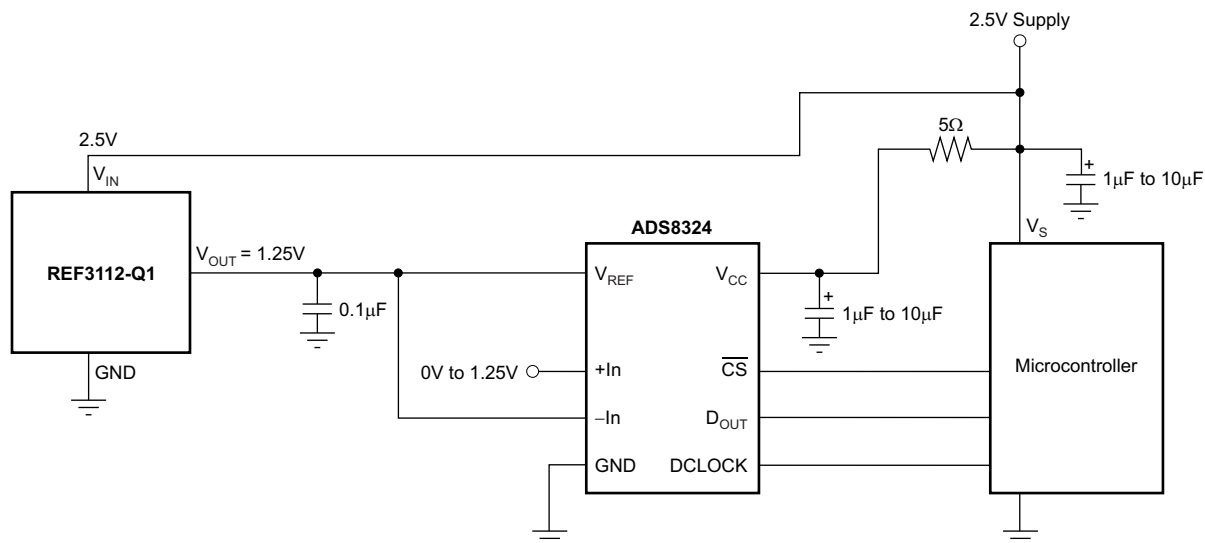 2.5V Supply
2.5V
V_IN
REF3112-Q1
V_OUT = 1.25V
GND
0.1μF
0V to 1.25V
ADS8324
V_REF
+In
−In
GND
V_CC
C̅S̅
D_OUT
DCLOCK
5Ω
+
1μF to 10μF
+
1μF to 10μF
V_S
Microcontroller